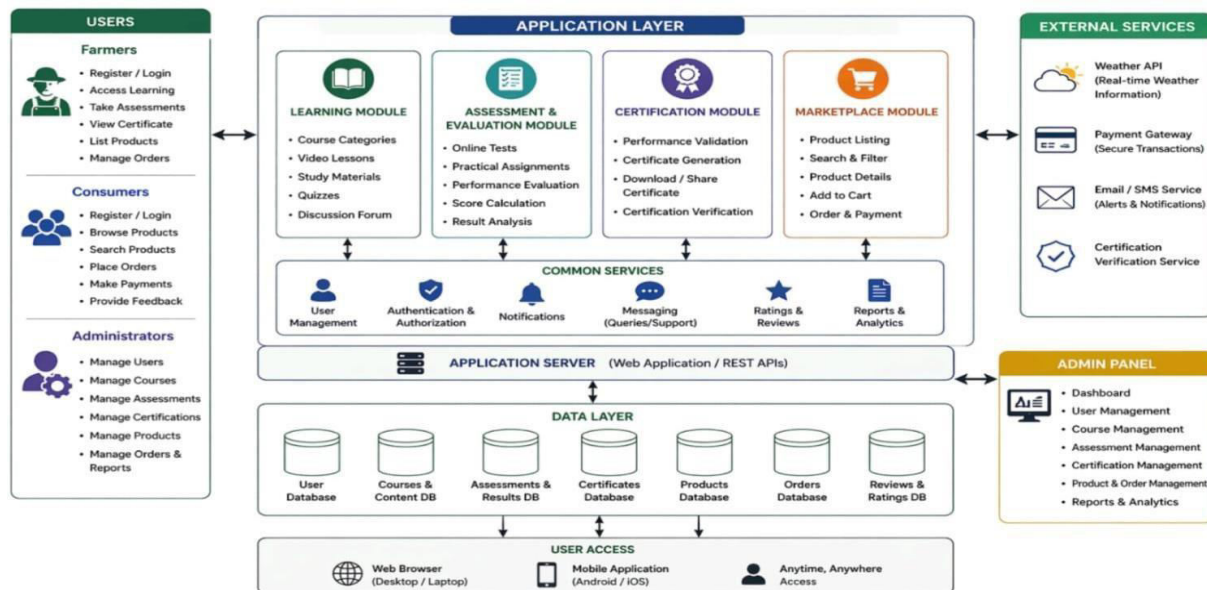 USERS
Farmers
• Register / Login
• Access Learning
• Take Assessments
• View Certificate
• List Products
• Manage Orders
Consumers
• Register / Login
• Browse Products
• Search Products
• Place Orders
• Make Payments
• Provide Feedback
Administrators
• Manage Users
• Manage Courses
• Manage Assessments
• Manage Certifications
• Manage Products
• Manage Orders &
Reports
APPLICATION LAYER
LEARNING MODULE
• Course Categories
• Video Lessons
• Study Materials
• Quizzes
• Discussion Forum
ASSESSMENT &
EVALUATION MODULE
• Online Tests
• Practical Assignments
• Performance Evaluation
• Score Calculation
• Result Analysis
CERTIFICATION MODULE
• Performance Validation
• Certificate Generation
• Download / Share
Certificate
• Certification Verification
MARKETPLACE MODULE
• Product Listing
• Search & Filter
• Product Details
• Add to Cart
• Order & Payment
COMMON SERVICES
User
Management
Authentication &
Authorization
Notifications
Messaging
(Queries/Support)
Ratings &
Reviews
Reports &
Analytics
APPLICATION SERVER (Web Application / REST APIs)
DATA LAYER
User
Database
Courses &
Content DB
Assessments &
Results DB
Certificates
Database
Products
Database
Orders
Database
Reviews &
Ratings DB
USER ACCESS
Web Browser
(Desktop / Laptop)
Mobile Application
(Android / iOS)
Anytime, Anywhere
Access
EXTERNAL SERVICES
Weather API
(Real-time Weather
Information)
Payment Gateway
(Secure Transactions)
Email / SMS Service
(Alerts & Notifications)
Certification
Verification Service
ADMIN PANEL
• Dashboard
• User Management
• Course Management
• Assessment Management
• Certification Management
• Product & Order Management
• Reports & Analytics